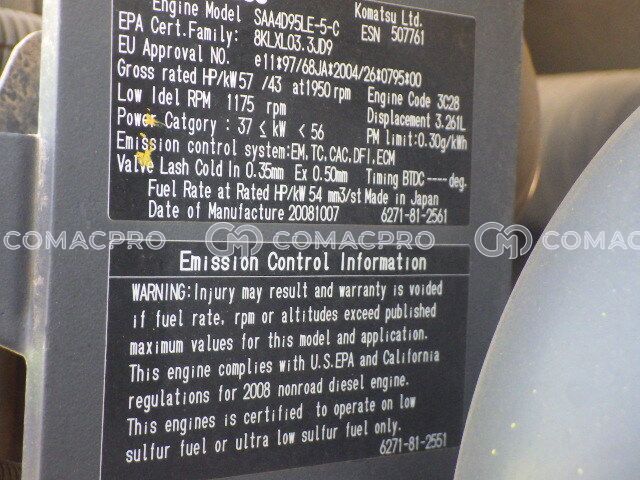 Engine Model SAA4D95LE-5-C Komatsu Ltd.
EPA Cert.Family: 8KLXL03.3JD9 ESN 507761
EU Approval NO. e11*97/68JA*2004/26*0795*00
Gross rated HP/kW57 /43 at1950rpm Engine Code 3C28
Low Idel RPM 1175 rpm Displacement 3.261L
Power Catgory : 37 ≤ kW < 56 PM limit:0.30g/kWh
Emission control system:EM,TC,CAC,DFI,ECM
Valve Lash Cold In 0.35mm Ex 0.50mm Timing BTDC ----deg.
Fuel Rate at Rated HP/kW 54 mm3/st Made in Japan
Date of Manufacture 20081007 6271-81-2561
COMACPRO COMACPRO COMA
Emission Control Information
WARNING:Injury may result and warranty is voided
if fuel rate, rpm or altitudes exceed published
maximum values for this model and application.
This engine complies with U.S.EPA and California
regulations for 2008 nonroad diesel engine.
This engines is certified to operate on low
sulfur fuel or ultra low sulfur fuel only.
6271-81-2551